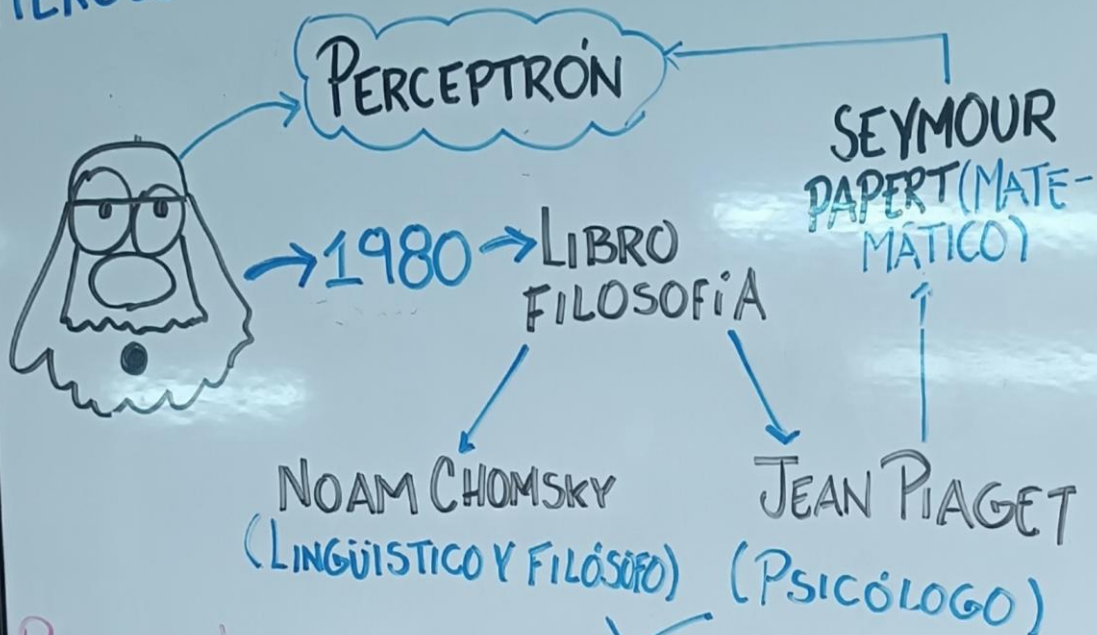 PERCEPTRÓN
SEYMOUR
PAPERT (MATE-
MÁTICO)
→ 1980 → LIBRO
FILOSOFÍA
NOAM CHOMSKY
(LINGÜISTICO Y FILÓSOFO)
JEAN PIAGET
(PSICÓLOGO)